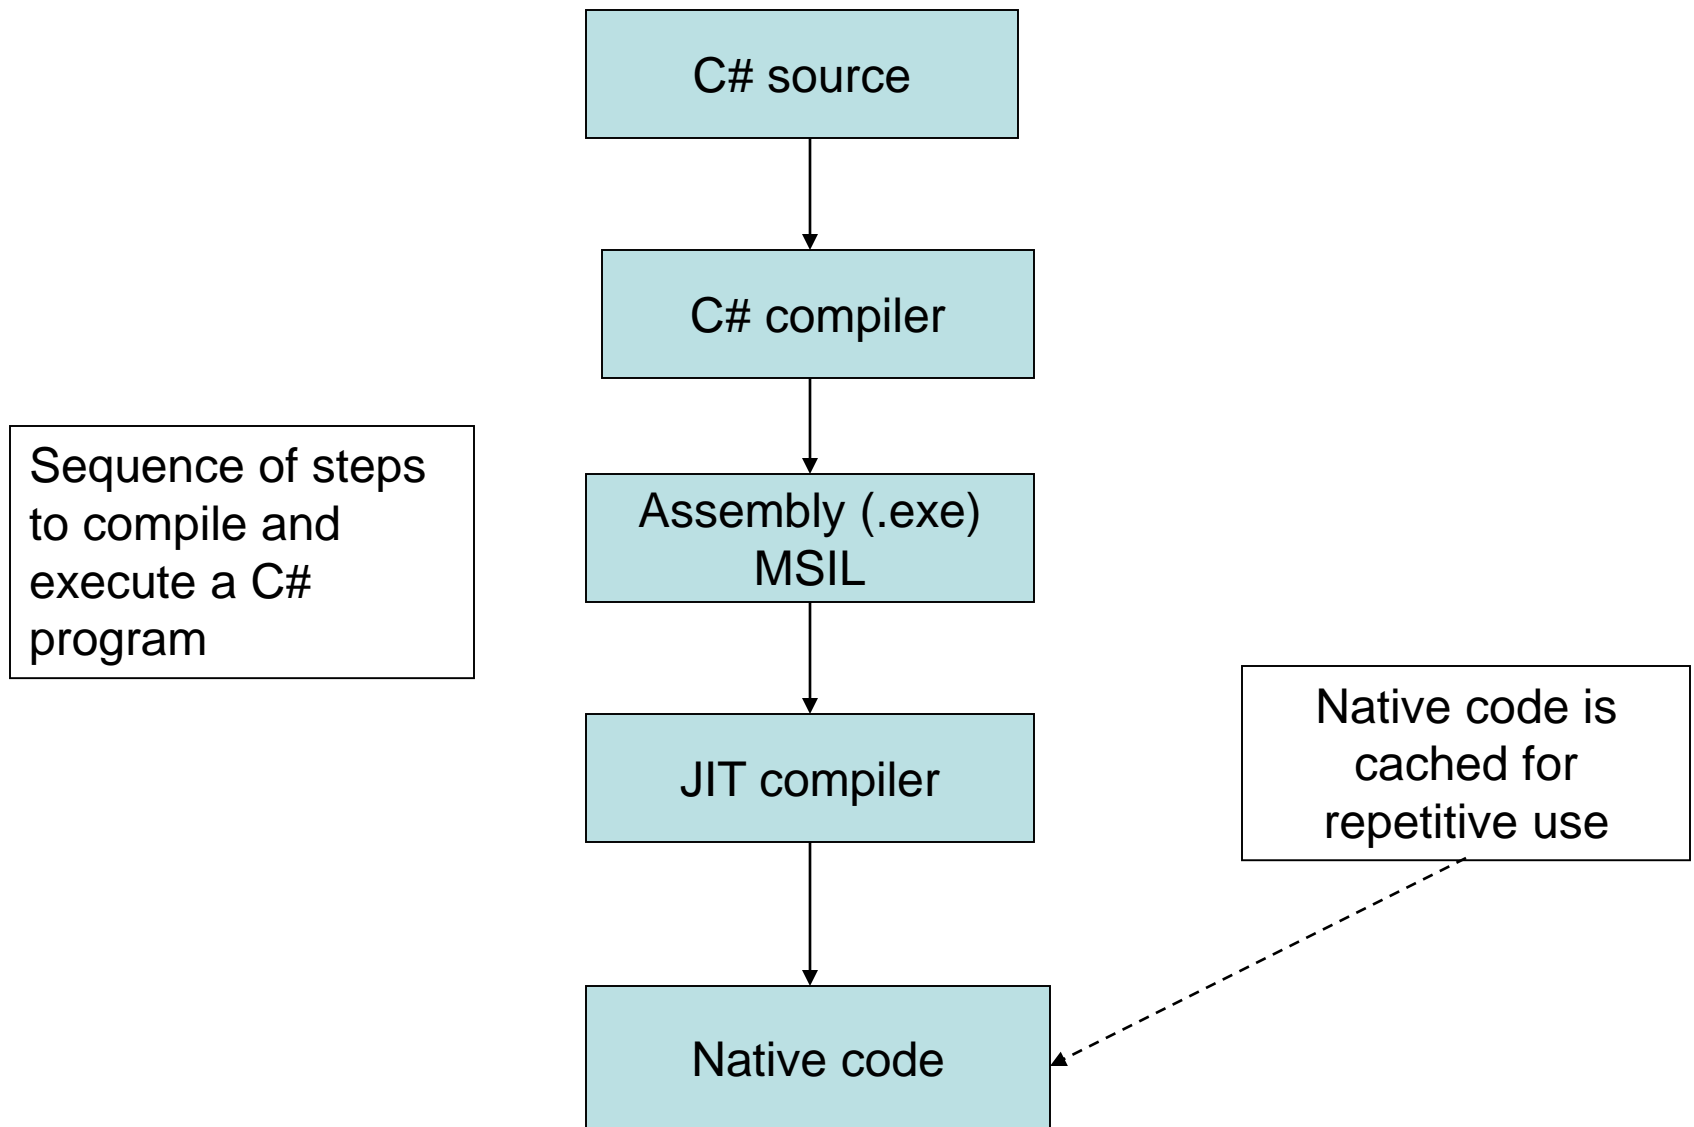 C# source
C# compiler
Sequence of steps
to compile and
execute a C#
program
Assembly (.exe)
MSIL
JIT compiler
Native code is
cached for
repetitive use
Native code